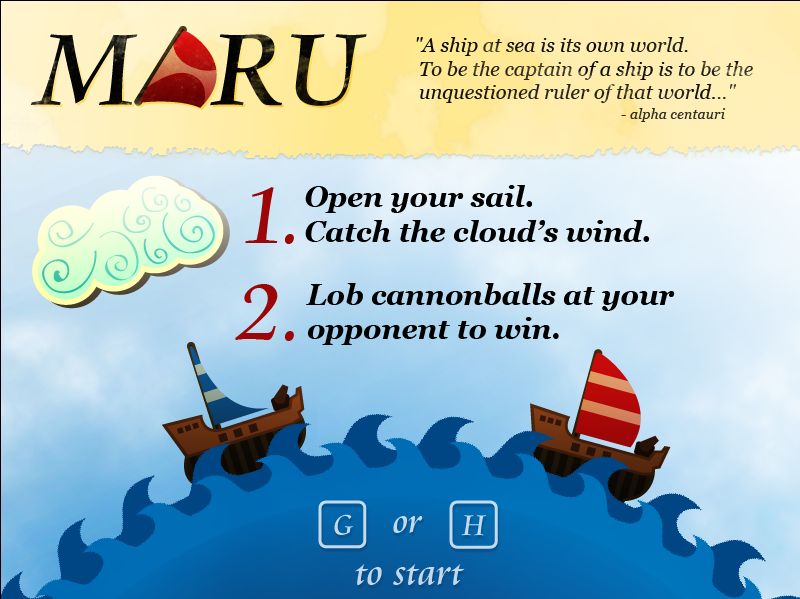 MARU
"A ship at sea is its own world.
To be the captain of a ship is to be the
unquestioned ruler of that world..."
- alpha centauri
1. Open your sail.
Catch the cloud's wind.
2. Lob cannonballs at your
opponent to win.
G or H
to start